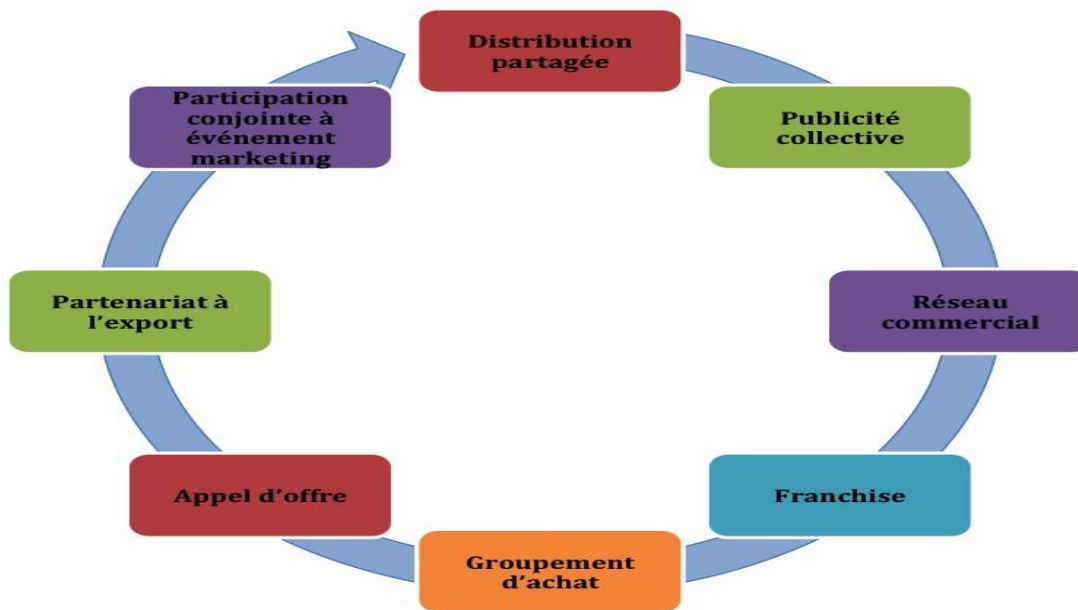 Distribution
partagée
Publicité
collective
Réseau
commercial
Franchise
Groupement
d'achat
Appel d'offre
Partenariat à
l'export
Participation
conjointe à
événement
marketing